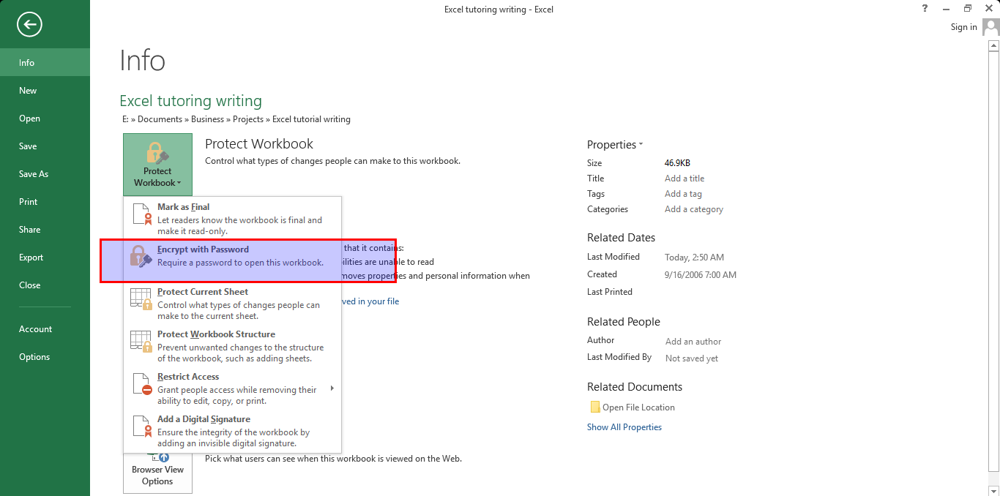 Excel tutoring writing - Excel
?
Sign in
Info
New
Open
Save
Save As
Print
Share
Export
Close
Account
Options
Info
Excel tutoring writing
E: » Documents » Business » Projects » Excel tutorial writing
Protect
Workbook
Protect Workbook
Control what types of changes people can make to this workbook.
Mark as Final
Let readers know the workbook is final and
make it read-only.
Encrypt with Password
Require a password to open this workbook.
that it contains:
bilities are unable to read
moves properties and personal information when
Protect Current Sheet
Control what types of changes people can
make to the current sheet.
ved in your file
Protect Workbook Structure
Prevent unwanted changes to the structure
of the workbook, such as adding sheets.
Restrict Access
Grant people access while removing their
ability to edit, copy, or print.
Add a Digital Signature
Ensure the integrity of the workbook by
adding an invisible digital signature.
Browser View
Options
Pick what users can see when this workbook is viewed on the Web.
Properties
Size 46.9KB
Title Add a title
Tags Add a tag
Categories Add a category
Related Dates
Last Modified Today, 2:50 AM
Created 9/16/2006 7:00 AM
Last Printed
Related People
Author Add an author
Last Modified By Not saved yet
Related Documents
Open File Location
Show All Properties